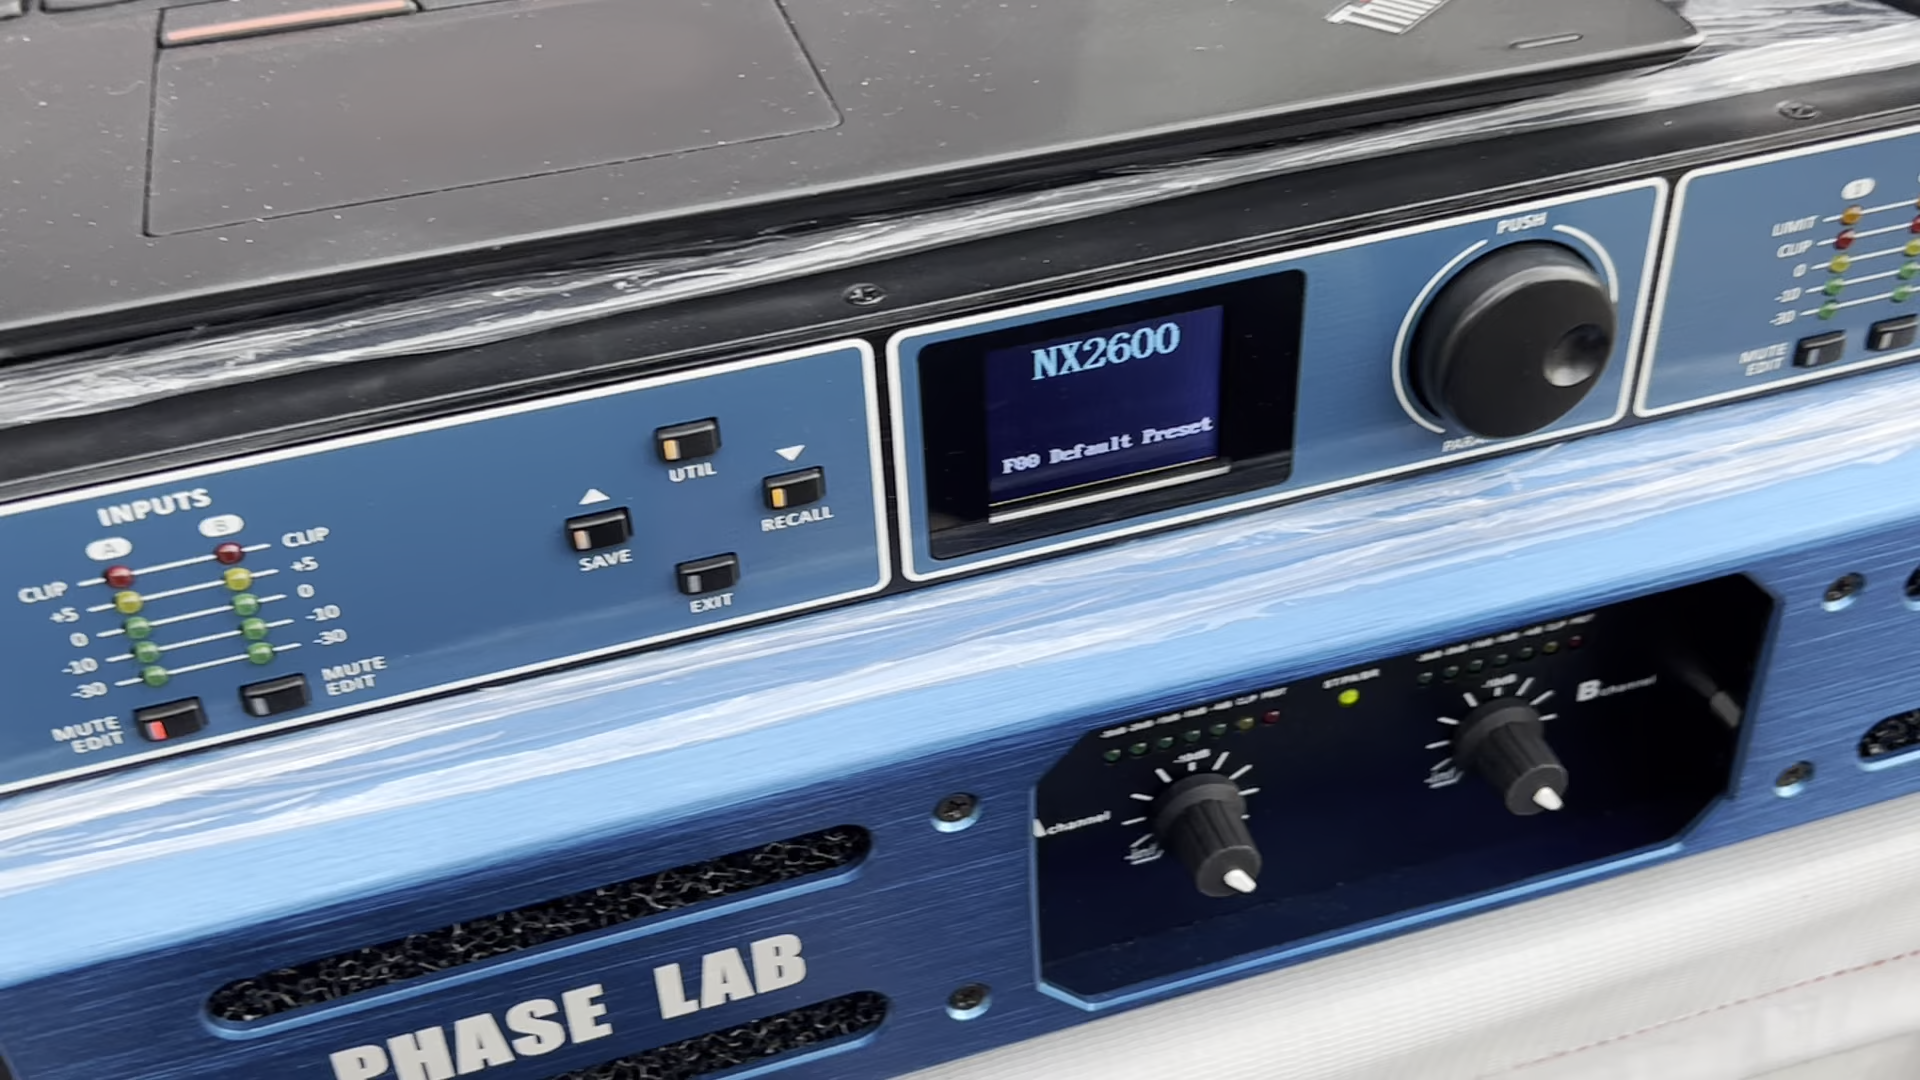 Think
INPUTS
A
B
CLIP
+5
0
-10
-30
CLIP
+5
0
-10
-30
MUTE
EDIT
MUTE
EDIT
UTIL
SAVE
RECALL
EXIT
NX2600
F00 Default Preset
PUSH
LIMIT
CLIP
0
-10
-30
MUTE
EDIT
channel
B channel
PHASE LAB